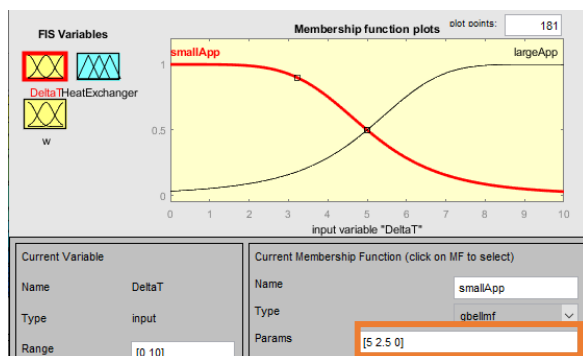 FIS Variables
Membership function plots
plot points: 181
smallApp
largeApp
DeltaT HeatExchanger
w
1
0.5
0
0 1 2 3 4 5 6 7 8 9 10
input variable "DeltaT"
Current Variable
Current Membership Function (click on MF to select)
Name DeltaT
Name smallApp
Type input
Type gbellmf
Params [5 2.5 0]
Range [0 10]